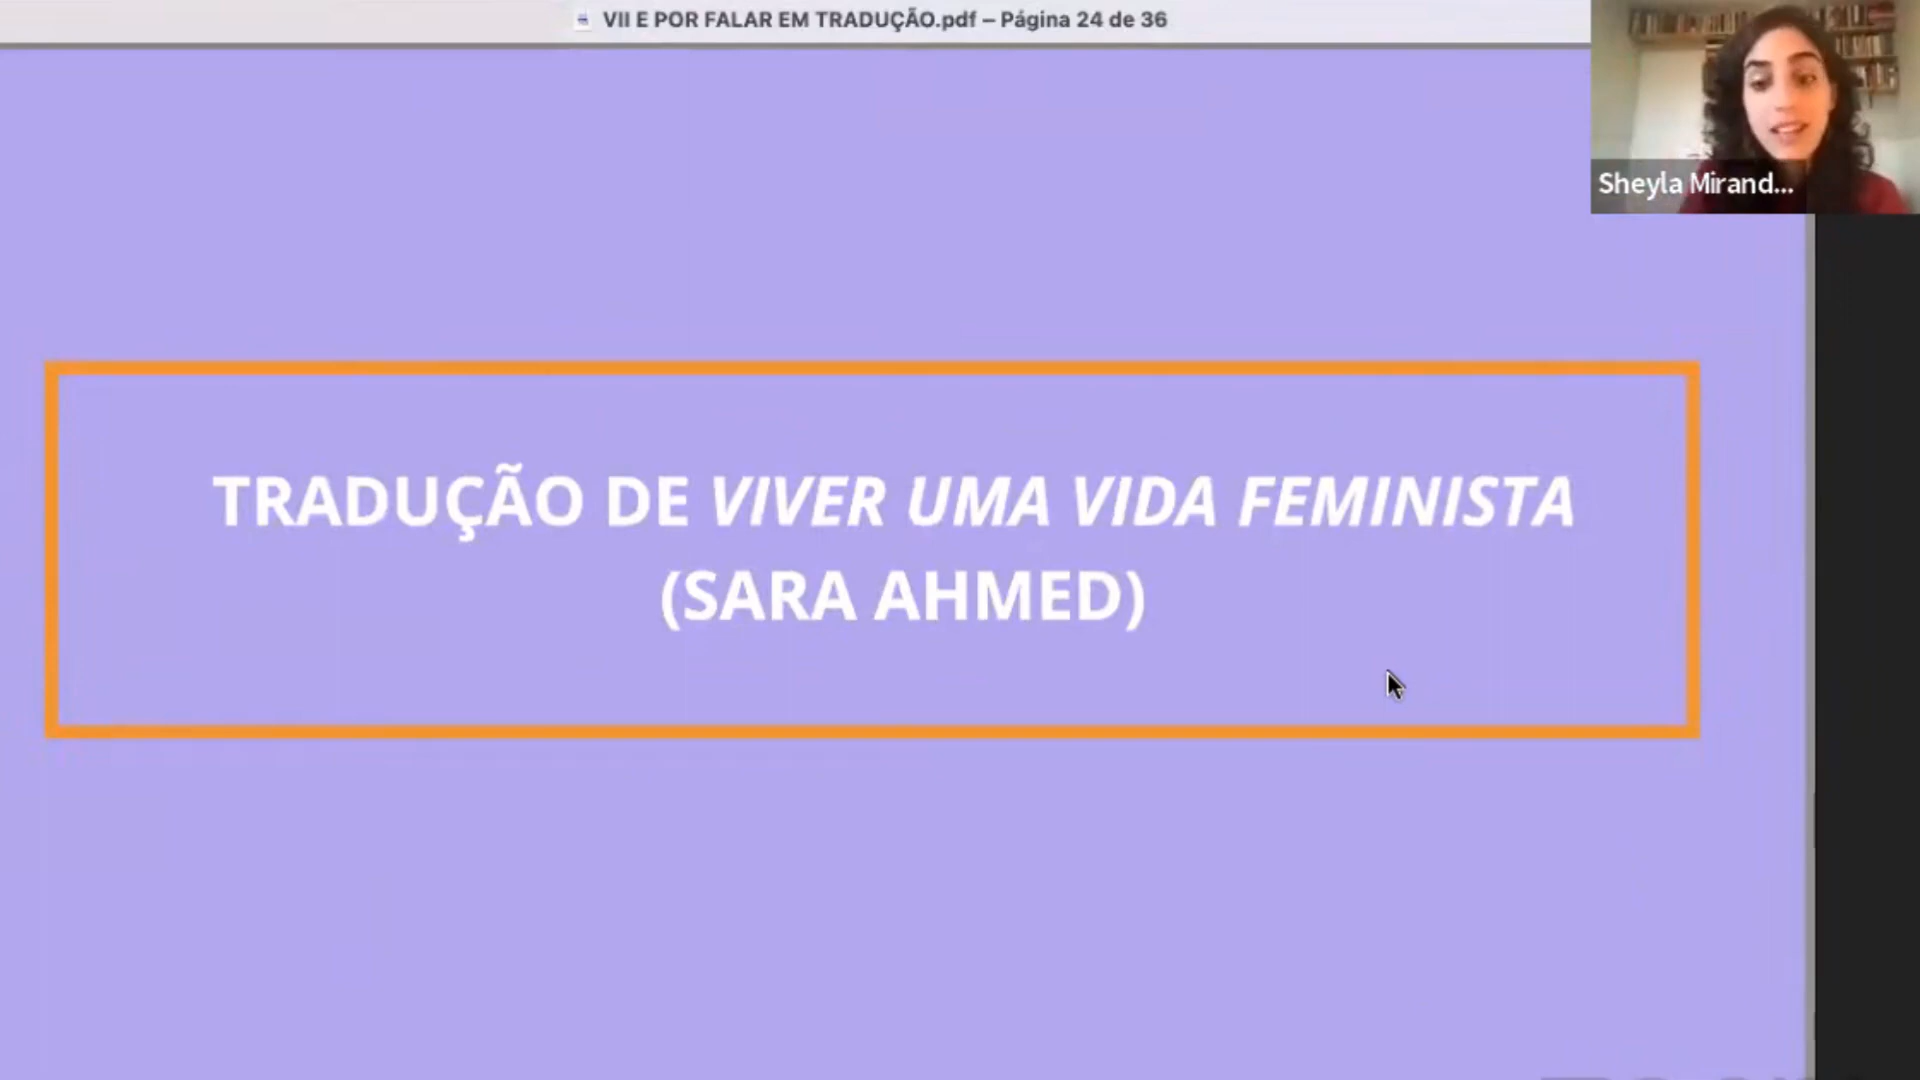 VII E POR FALAR EM TRADUÇÃO.pdf – Página 24 de 36
Sheyla Mirand...
TRADUÇÃO DE VIVER UMA VIDA FEMINISTA
(SARA AHMED)